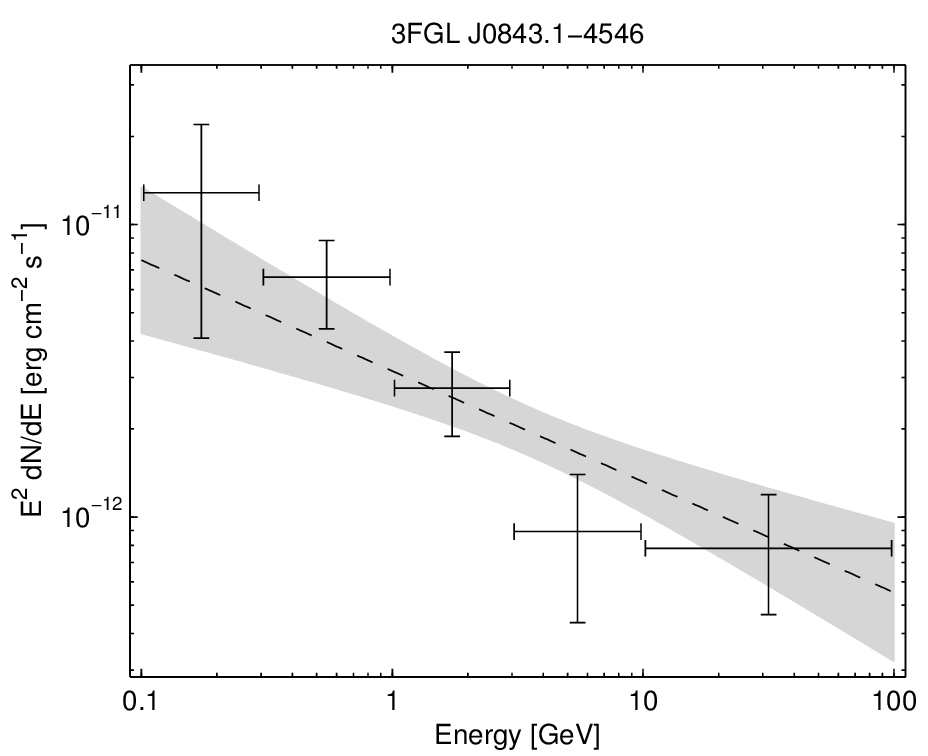 3FGL J0843.1−4546
E² dN/dE [erg cm⁻² s⁻¹]
10⁻¹¹
10⁻¹²
0.1 1 10 100
Energy [GeV]